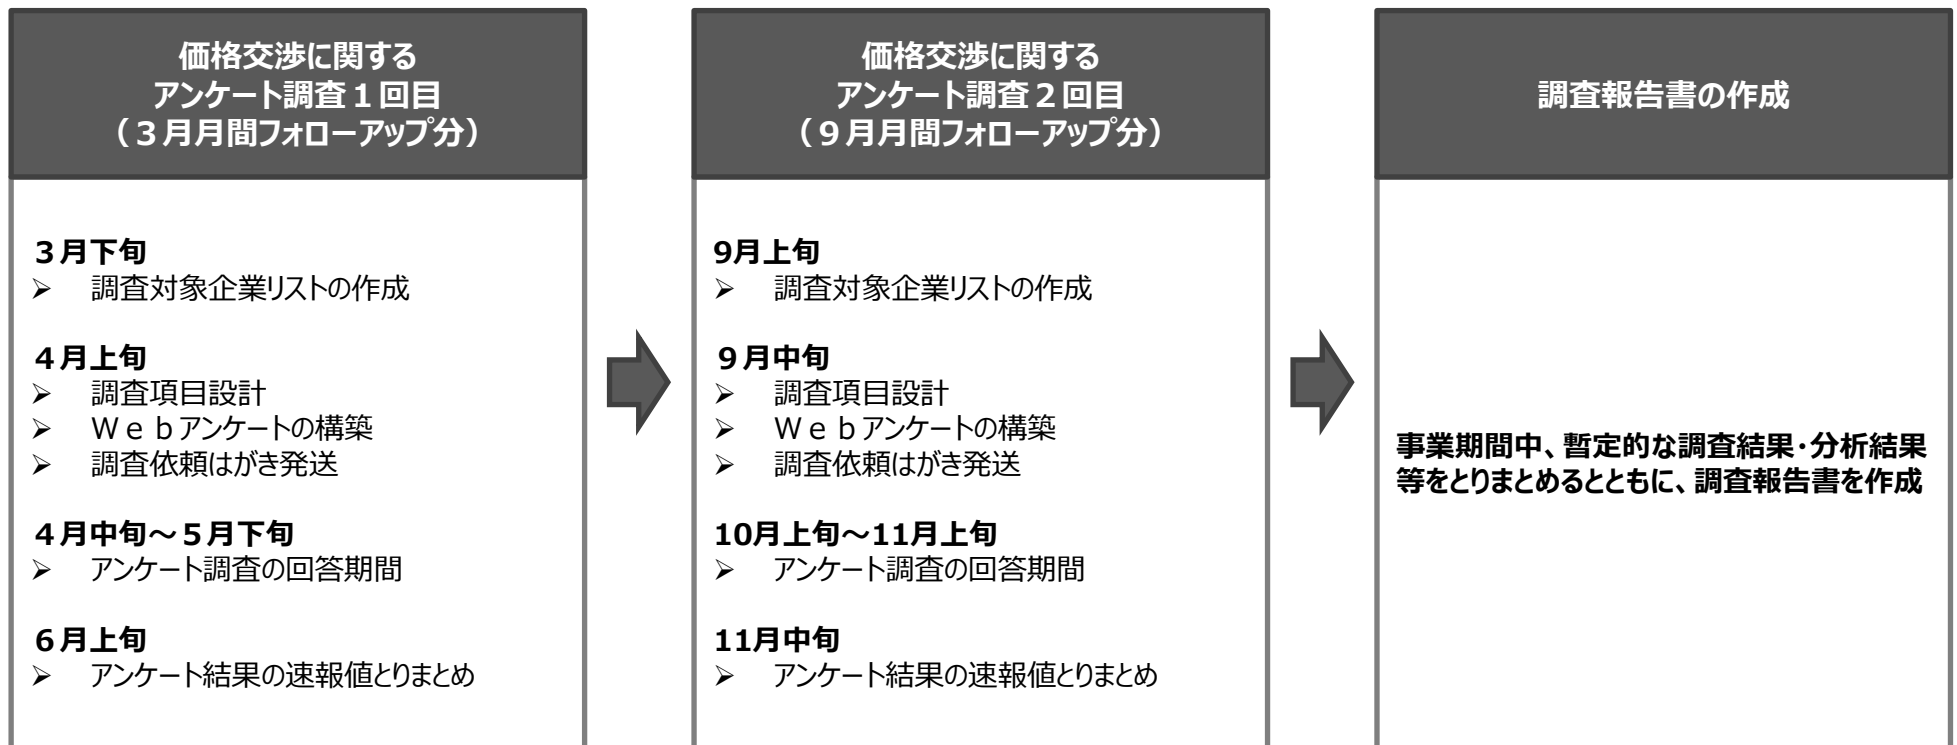 価格交渉に関する
アンケート調査１回目
（３月月間フォローアップ分）
３月下旬
➢ 調査対象企業リストの作成
４月上旬
➢ 調査項目設計
➢ Ｗｅｂアンケートの構築
➢ 調査依頼はがき発送
４月中旬～５月下旬
➢ アンケート調査の回答期間
６月上旬
➢ アンケート結果の速報値とりまとめ
価格交渉に関する
アンケート調査２回目
（９月月間フォローアップ分）
9月上旬
➢ 調査対象企業リストの作成
９月中旬
➢ 調査項目設計
➢ Ｗｅｂアンケートの構築
➢ 調査依頼はがき発送
10月上旬～11月上旬
➢ アンケート調査の回答期間
11月中旬
➢ アンケート結果の速報値とりまとめ
調査報告書の作成
事業期間中、暫定的な調査結果・分析結果
等をとりまとめるとともに、調査報告書を作成